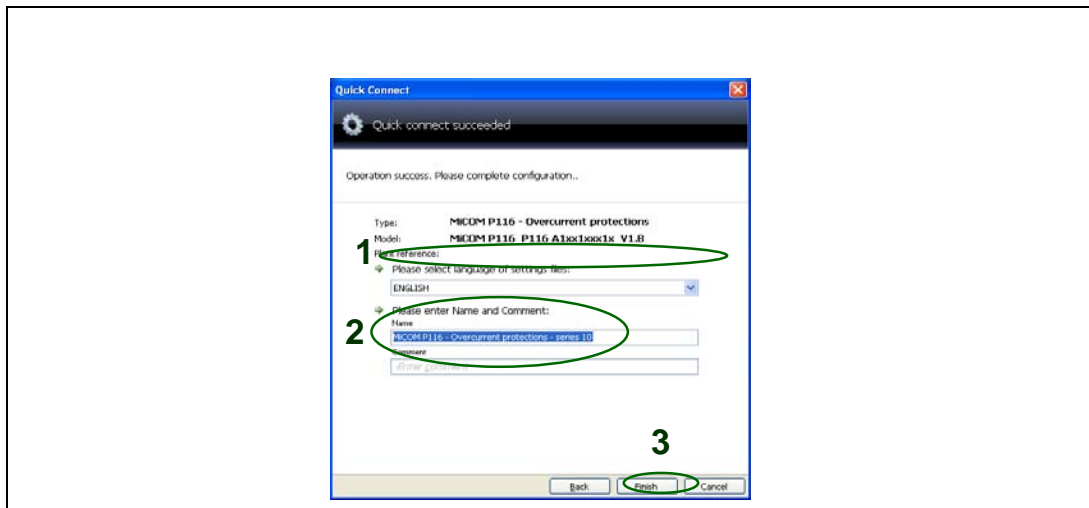 Quick Connect
Quick connect succeeded
Operation success. Please complete configuration..
Type: MiCOM P116 - Overcurrent protections
Model: MiCOM P116 P116 A1xx1xxx1x V1.B
1
Plant reference:
Please select language of settings files:
ENGLISH
Please enter Name and Comment:
2
Name
MiCOM P116 - Overcurrent protections - series 10
Comment
Enter comment
3
Back Finish Cancel